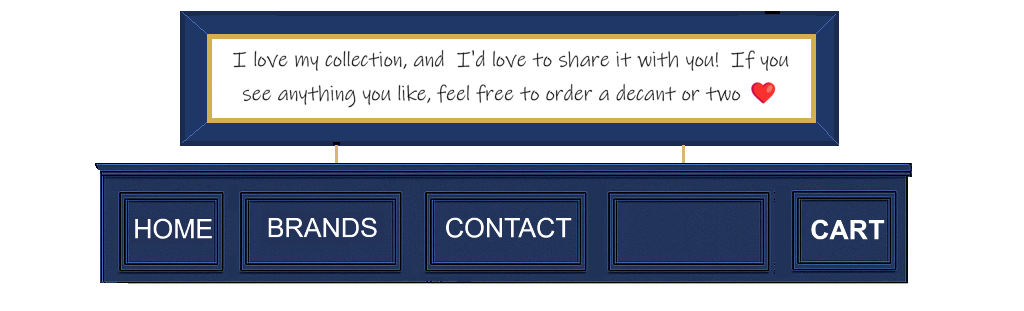 I love my collection, and I'd love to share it with you! If you
see anything you like, feel free to order a decant or two ❤️
HOME BRANDS CONTACT CART